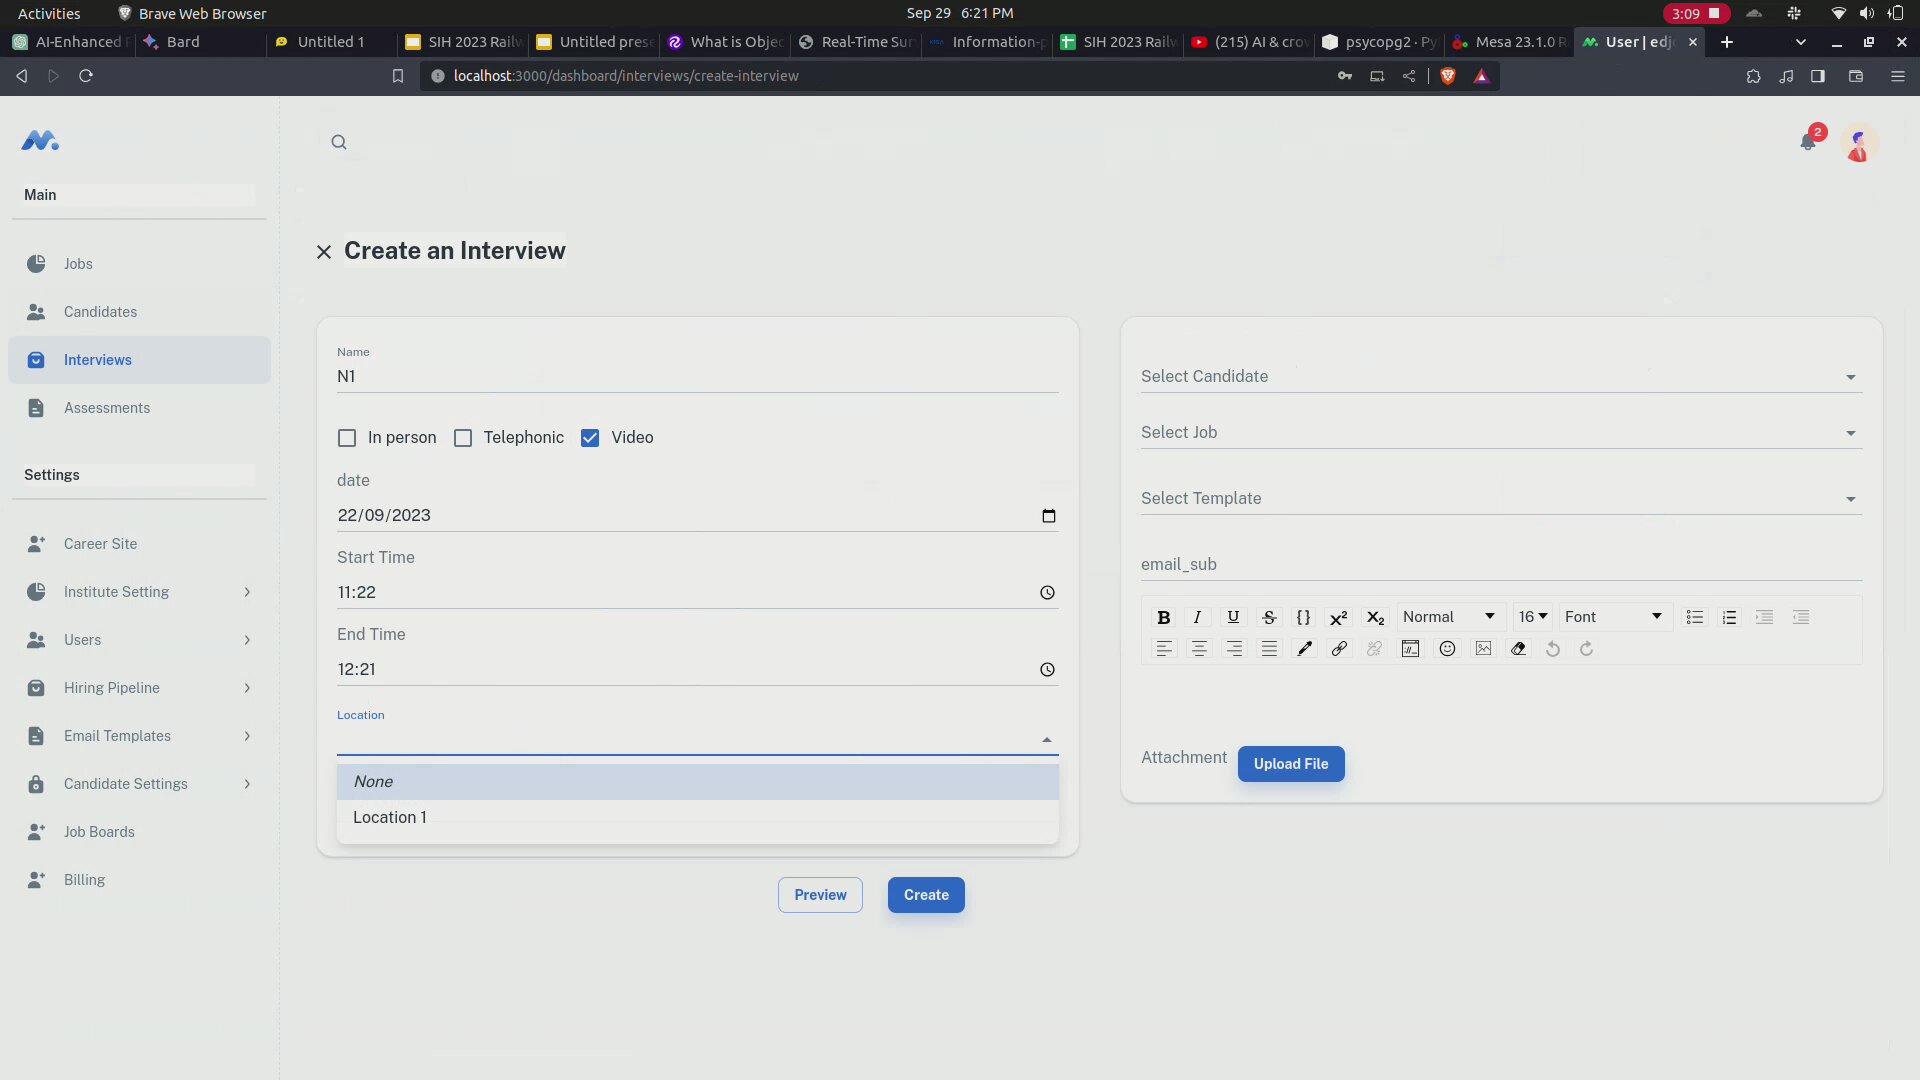 Activities
Brave Web Browser
Sep 29 6:21 PM
3:09
AI-Enhanced
Bard
Untitled 1
SIH 2023 Railw
Untitled prese
What is Objec
Real-Time Sur
Information-p
SIH 2023 Railw
(215) AI & crow
psycopg2 · Py
Mesa 23.1.0 R
User | edjo
localhost:3000/dashboard/interviews/create-interview
2
Main
Jobs
Candidates
Interviews
Assessments
Settings
Career Site
Institute Setting
Users
Hiring Pipeline
Email Templates
Candidate Settings
Job Boards
Billing
Create an Interview
Name
N1
In person
Telephonic
Video
date
22/09/2023
Start Time
11:22
End Time
12:21
Location
None
Location 1
Select Candidate
Select Job
Select Template
email_sub
Normal
16
Font
Attachment
Upload File
Preview
Create